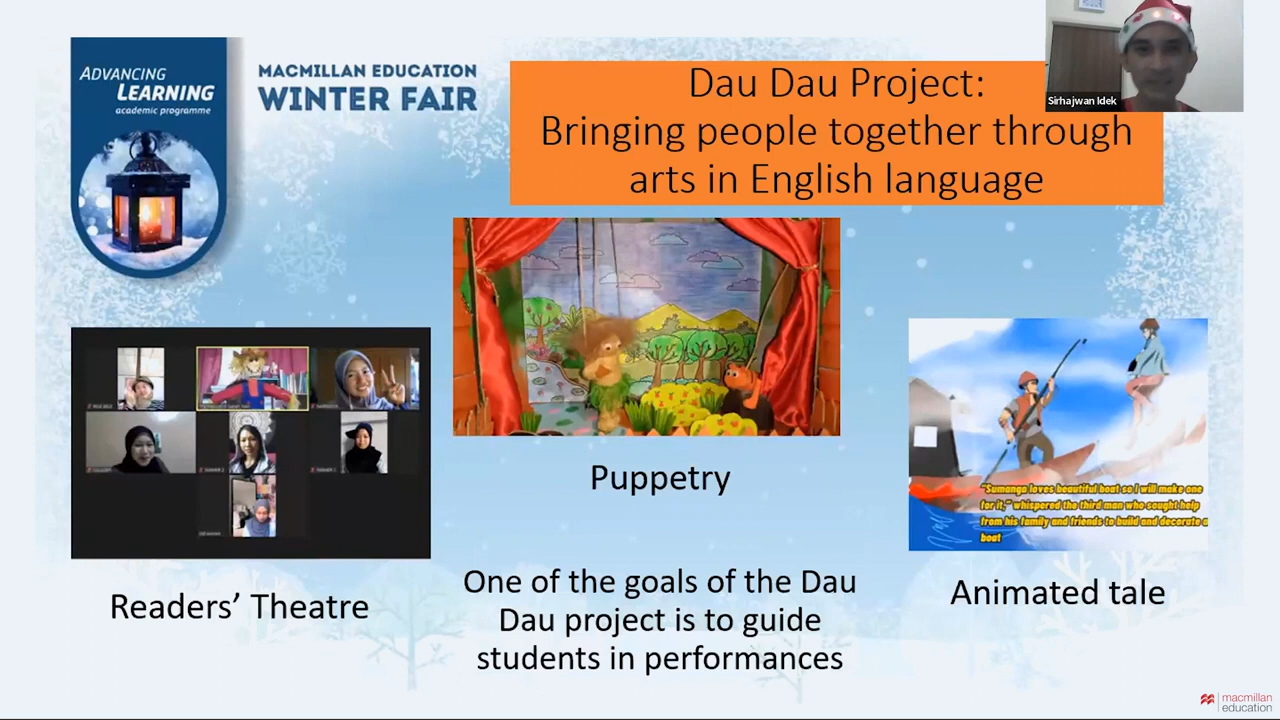 ADVANCING
LEARNING
academic programme
MACMILLAN EDUCATION
WINTER FAIR
Dau Dau Project:
Bringing people together through
arts in English language
Sirhajwan Idek
Puppetry
"Sumanga loves beautiful boat so I will make one
for it," whispered the third man who sought help
from his family and friends to build and decorate a
boat
Readers' Theatre
One of the goals of the Dau
Dau project is to guide
students in performances
Animated tale
macmillan
education